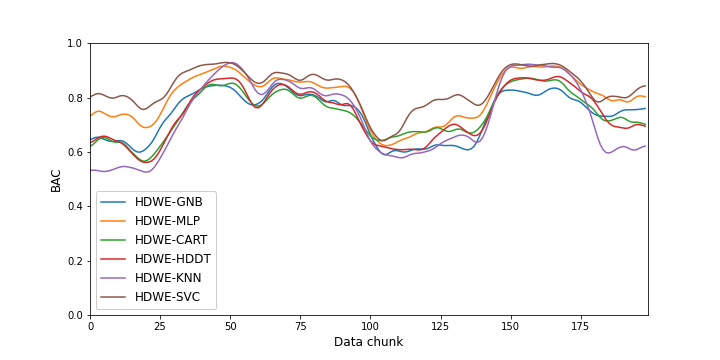 1.0
0.8
0.6
0.4
0.2
0.0
BAC
HDWE-GNB
HDWE-MLP
HDWE-CART
HDWE-HDDT
HDWE-KNN
HDWE-SVC
0 25 50 75 100 125 150 175
Data chunk